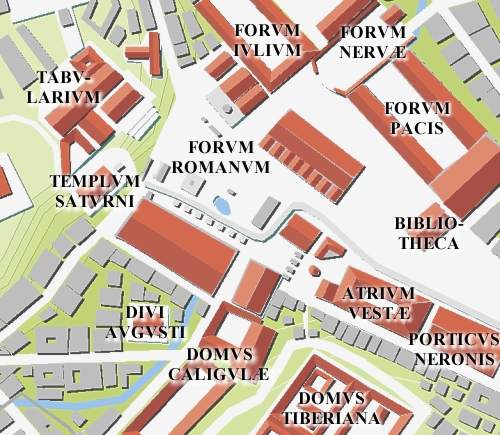 FORVM
IVLIVM
FORVM
NERVÆ
TABV-
LARIVM
FORVM
PACIS
FORVM
ROMANVM
TEMPLVM
SATVRNI
BIBLIO-
THECA
ATRIVM
VESTÆ
DIVI
AVGVSTI
PORTICVS
NERONIS
DOMVS
CALIGVLÆ
DOMVS
TIBERIANA